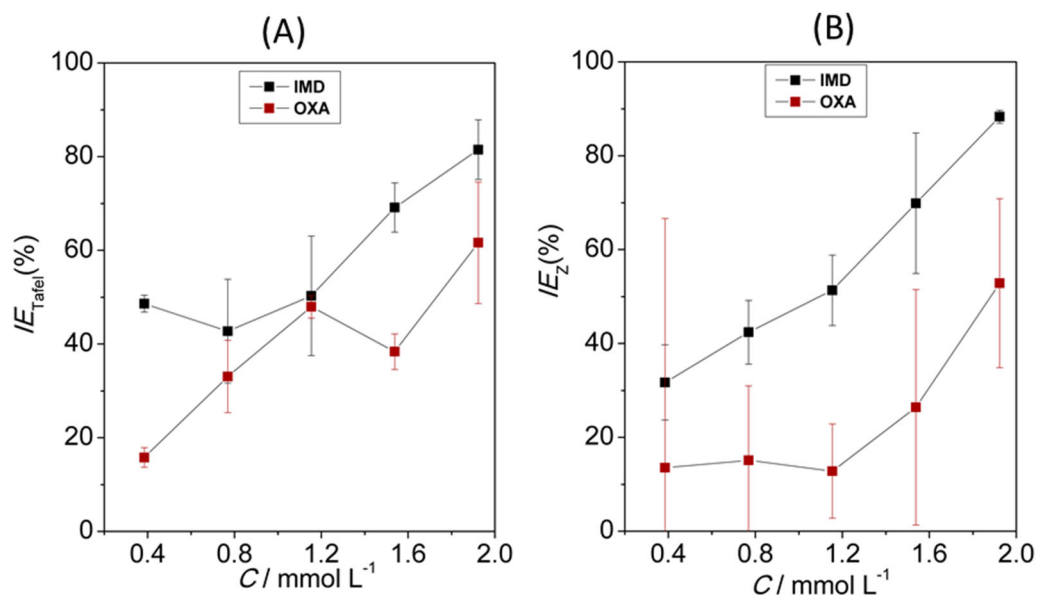 (A)
100
80
60
40
20
0
IE_Tafel(%)
IMD
OXA
0.4 0.8 1.2 1.6 2.0
C / mmol L⁻¹
(B)
100
80
60
40
20
0
IE_Z(%)
IMD
OXA
0.4 0.8 1.2 1.6 2.0
C / mmol L⁻¹